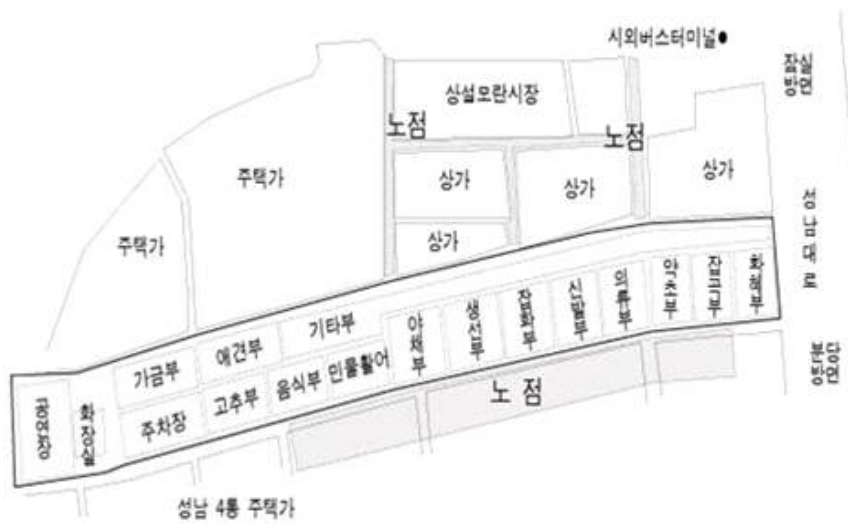 시외버스터미널
잠실
방면
상설모란시장
노점
노점
주택가
상가
상가
상가
주택가
상가
성남대로
기타부
야채부
생선부
잡화부
신발부
의류부
약초부
잡곡부
화훼부
가금부
애견부
주차장
고추부
음식부
민물활어
공연장
화장실
노 점
분당
방면
성남 4통 주택가